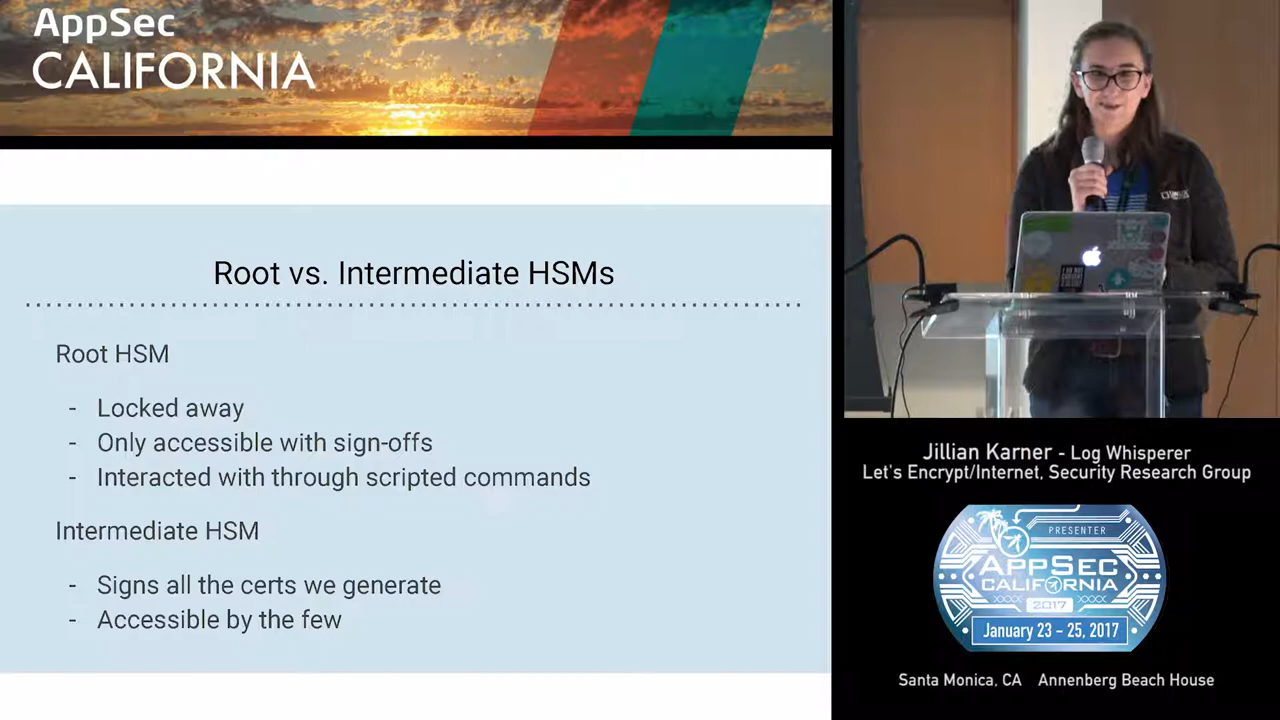 AppSec
CALIFORNIA
Root vs. Intermediate HSMs
Root HSM
- Locked away
- Only accessible with sign-offs
- Interacted with through scripted commands
Intermediate HSM
- Signs all the certs we generate
- Accessible by the few
Jillian Karner - Log Whisperer
Let's Encrypt/Internet, Security Research Group
PRESENTER
APPSEC
CALIFORNIA
2017
January 23 - 25, 2017
Santa Monica, CA Annenberg Beach House